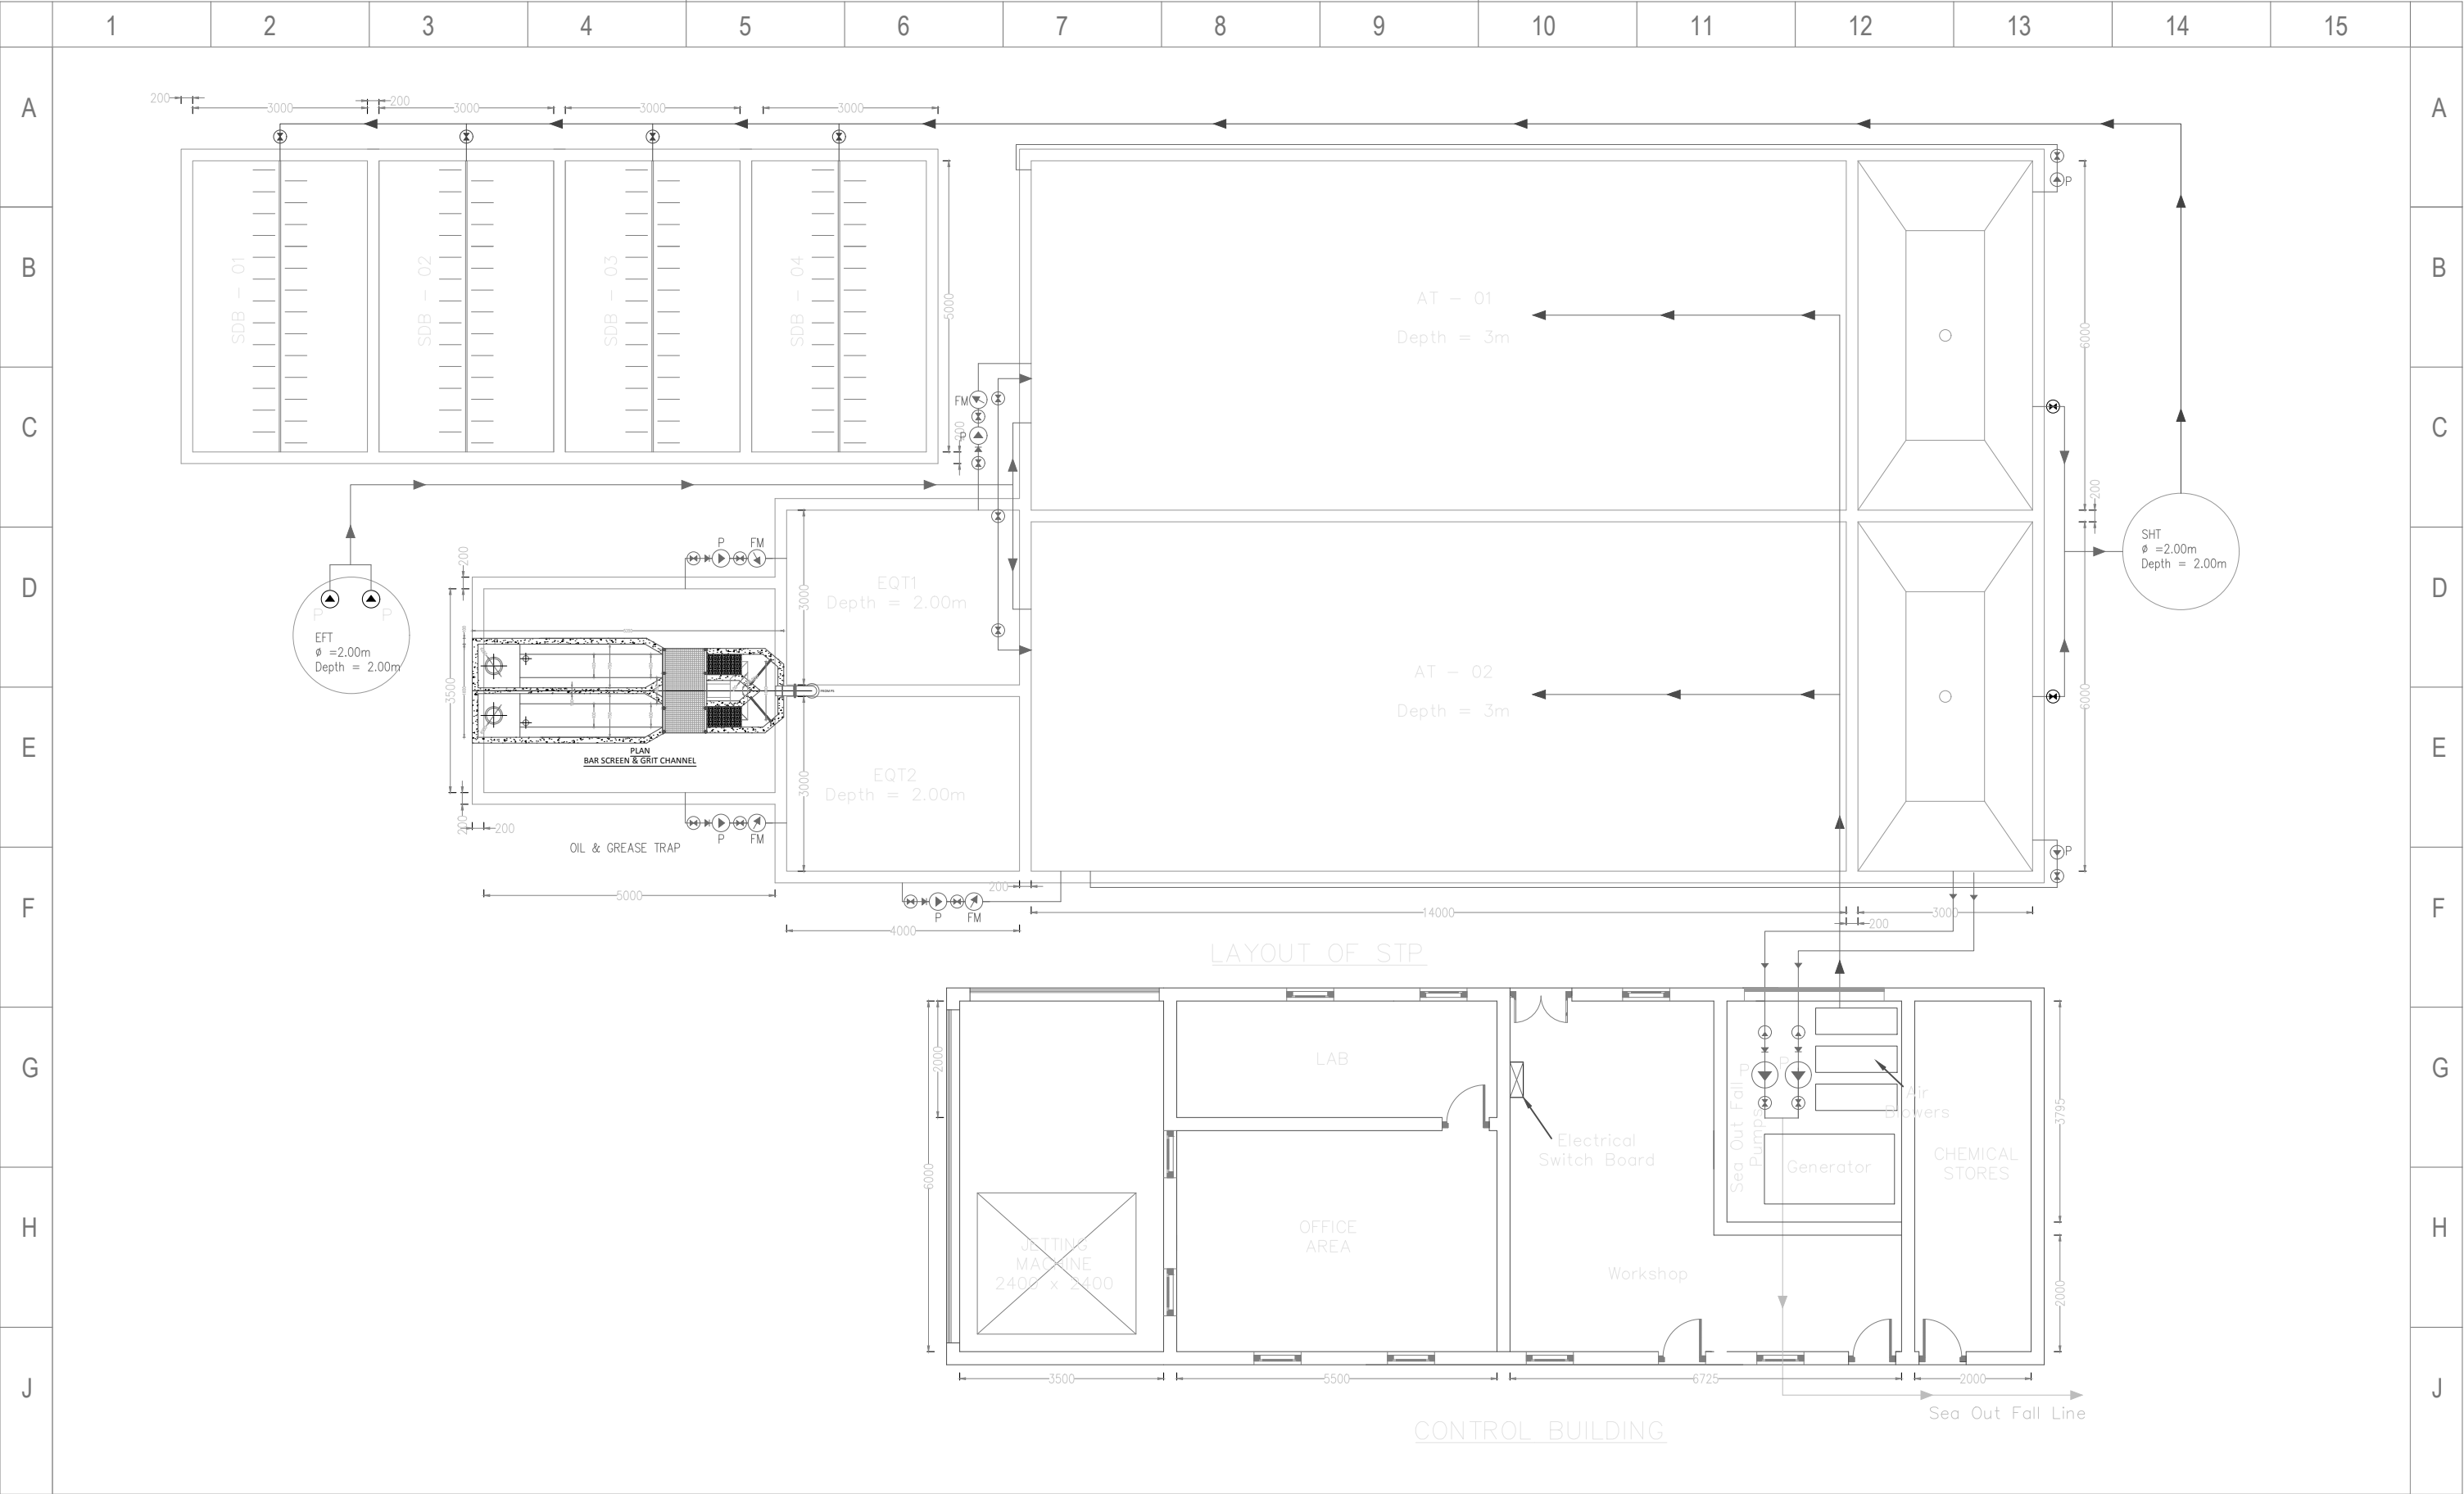 1 2 3 4 5 6 7 8 9 10 11 12 13 14 15
A A
200 3000 200 3000 3000 3000
P
B B
SDB - 01
SDB - 02
SDB - 03
SDB - 04
5000
AT - 01
Depth = 3m
6000
C C
FM
P
200
200
SHT
ø =2.00m
Depth = 2.00m
D D
P FM
200
P P
EFT
ø =2.00m
Depth = 2.00m
3000
EQT1
Depth = 2.00m
3500
AT - 02
Depth = 3m
6000
E E
PLAN
BAR SCREEN & GRIT CHANNEL
3000
EQT2
Depth = 2.00m
200 200
P FM
OIL & GREASE TRAP
P
F F
5000
200
P FM
4000
14000
3000
200
LAYOUT OF STP
G G
2000
LAB
P P
Sea Out Fall
Pumps
Air
Blowers
3795
Electrical
Switch Board
Generator
CHEMICAL
STORES
6000
H H
OFFICE
AREA
JETTING
MACHINE
2400 x 2400
Workshop
2000
J J
3500 5500 6725 2000
Sea Out Fall Line
CONTROL BUILDING